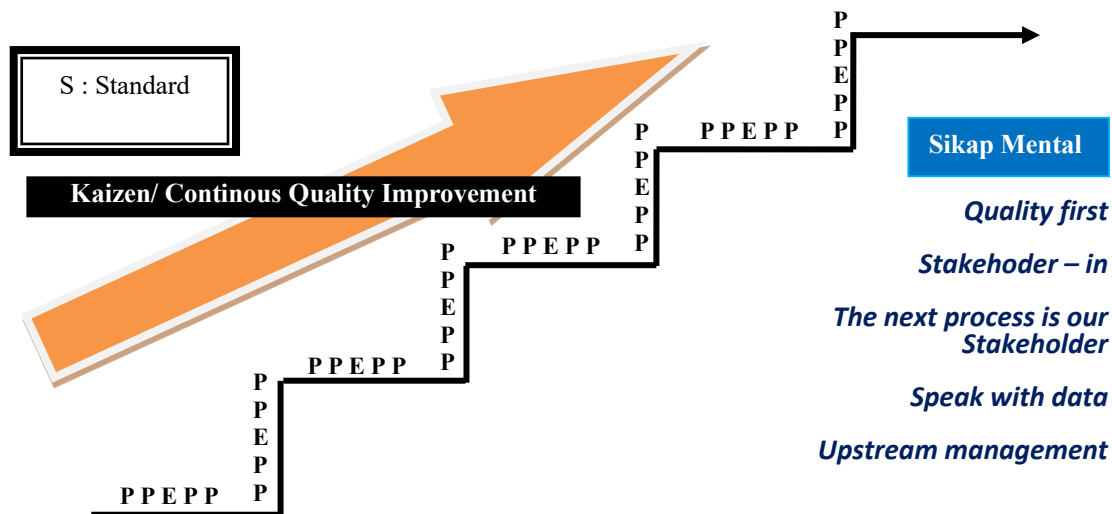 S : Standard
Kaizen/ Continous Quality Improvement
P
P
E
P
P
P P E P P
Sikap Mental
Quality first
Stakehoder – in
The next process is our
Stakeholder
Speak with data
Upstream management
P
P
E
P
P
P P E P P
P
P
E
P
P
P P E P P
P
P
E
P
P
P P E P P